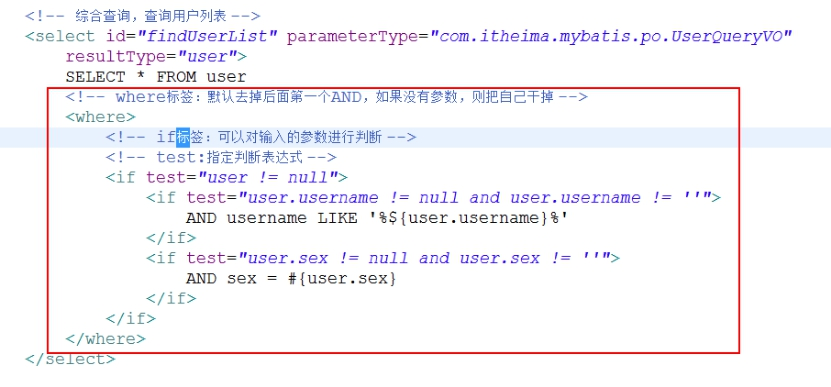 <!-- 综合查询，查询用户列表 -->
<select id="findUserList" parameterType="com.itheima.mybatis.po.UserQueryVO"
resultType="user">
SELECT * FROM user
<!-- where标签：默认去掉后面第一个AND，如果没有参数，则把自己干掉 -->
<where>
<!-- if标签：可以对输入的参数进行判断 -->
<!-- test:指定判断表达式 -->
<if test="user != null">
<if test="user.username != null and user.username != ''">
AND username LIKE '%${user.username}%'
</if>
<if test="user.sex != null and user.sex != ''">
AND sex = #{user.sex}
</if>
</if>
</where>
</select>